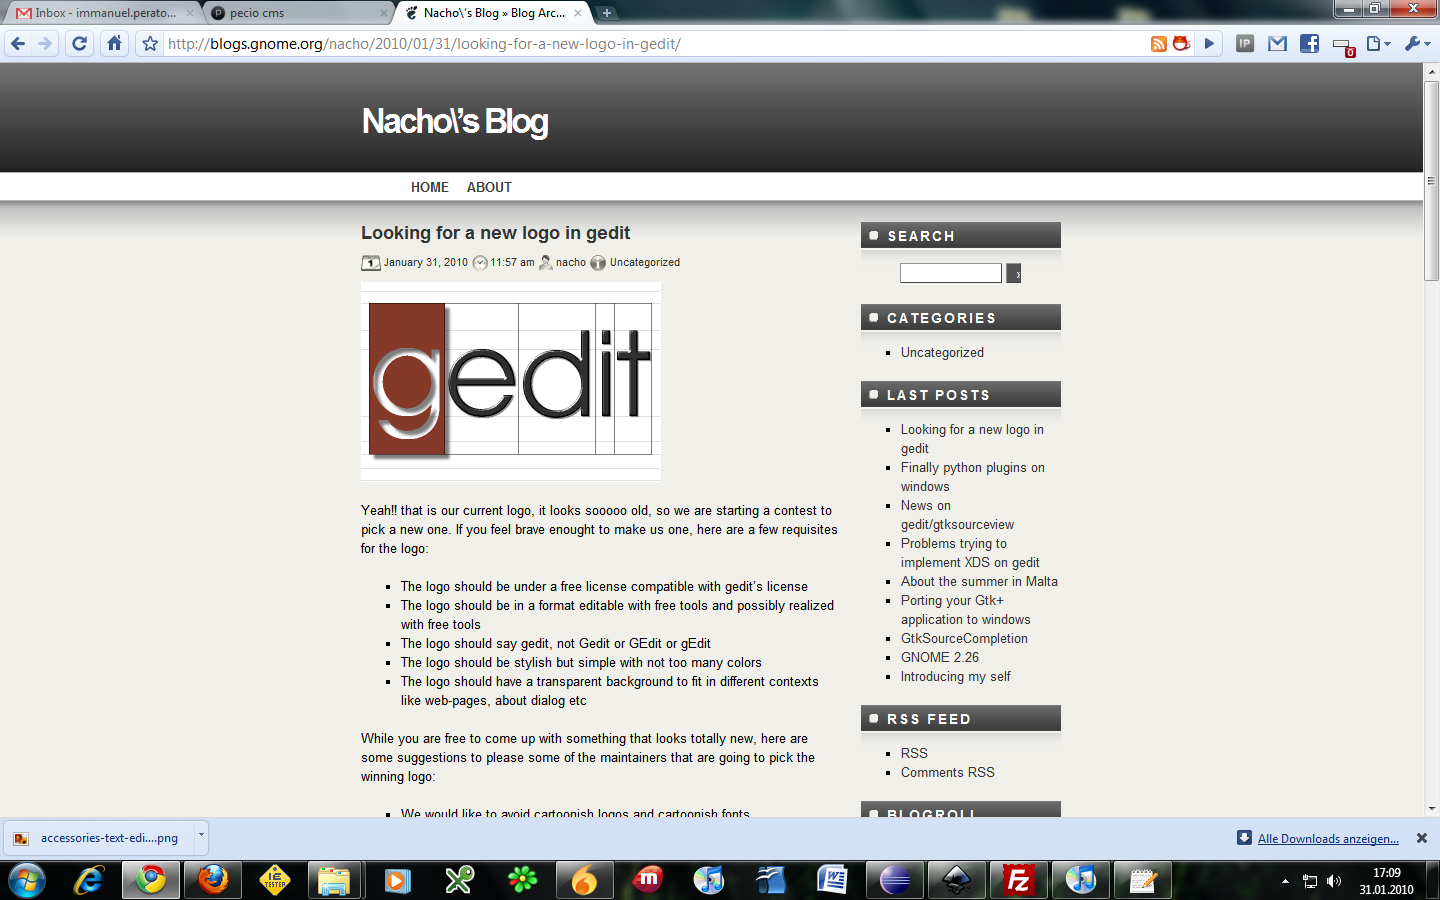 Inbox - immanuel.perato...
pecio cms
Nacho\'s Blog » Blog Arc...
http://blogs.gnome.org/nacho/2010/01/31/looking-for-a-new-logo-in-gedit/
IP
0
Nacho\’s Blog
HOME ABOUT
Looking for a new logo in gedit
1 January 31, 2010 11:57 am nacho Uncategorized
gedit
Yeah!! that is our current logo, it looks sooooo old, so we are starting a contest to
pick a new one. If you feel brave enought to make us one, here are a few requisites
for the logo:
The logo should be under a free license compatible with gedit’s license
The logo should be in a format editable with free tools and possibly realized
with free tools
The logo should say gedit, not Gedit or GEdit or gEdit
The logo should be stylish but simple with not too many colors
The logo should have a transparent background to fit in different contexts
like web-pages, about dialog etc
While you are free to come up with something that looks totally new, here are
some suggestions to please some of the maintainers that are going to pick the
winning logo:
We would like to avoid cartoonish logos and cartoonish fonts
SEARCH
CATEGORIES
Uncategorized
LAST POSTS
Looking for a new logo in
gedit
Finally python plugins on
windows
News on
gedit/gtksourceview
Problems trying to
implement XDS on gedit
About the summer in Malta
Porting your Gtk+
application to windows
GtkSourceCompletion
GNOME 2.26
Introducing my self
RSS FEED
RSS
Comments RSS
BLOGROLL
accessories-text-edi....png
Alle Downloads anzeigen...
IE
TESTER
W
Fz
17:09
31.01.2010